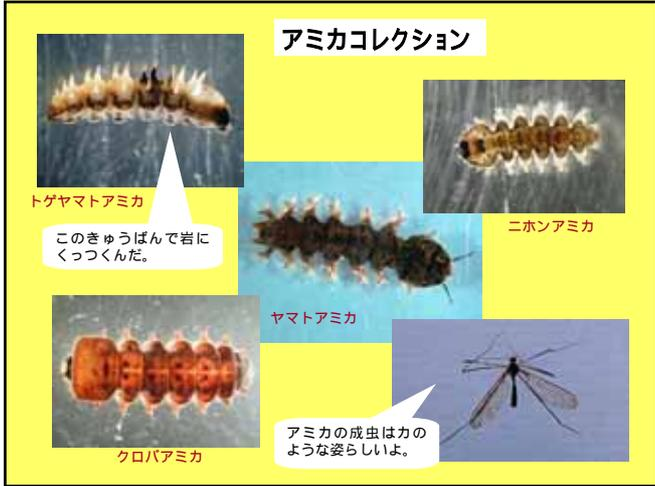 アミカコレクション
トゲヤマトアミカ
このきゅうばんで岩に
くっつくんだ。
ニホンアミカ
ヤマトアミカ
クロバアミカ
アミカの成虫はカの
ような姿らしいよ。